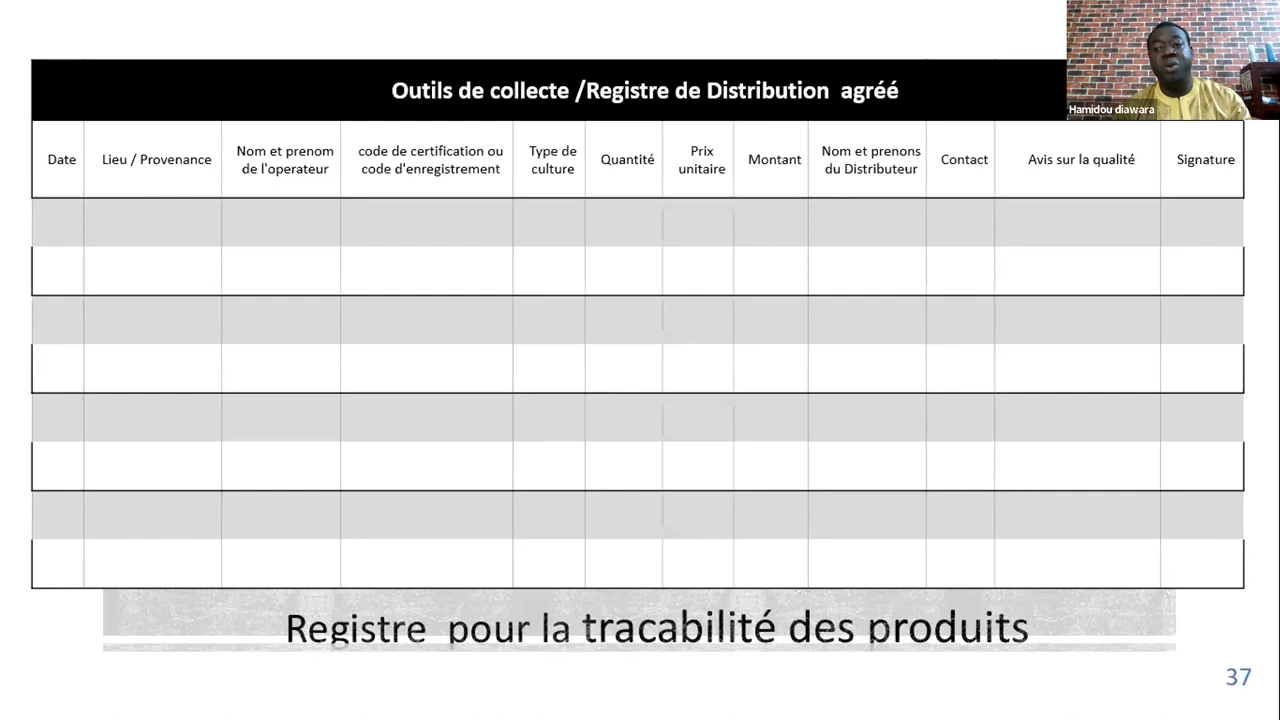 Hamidou diawara
Outils de collecte /Registre de Distribution agréé
Date
Lieu / Provenance
Nom et prenom
de l'operateur
code de certification ou
code d'enregistrement
Type de
culture
Quantité
Prix
unitaire
Montant
Nom et prenons
du Distributeur
Contact
Avis sur la qualité
Signature
Registre pour la tracabilité des produits
37